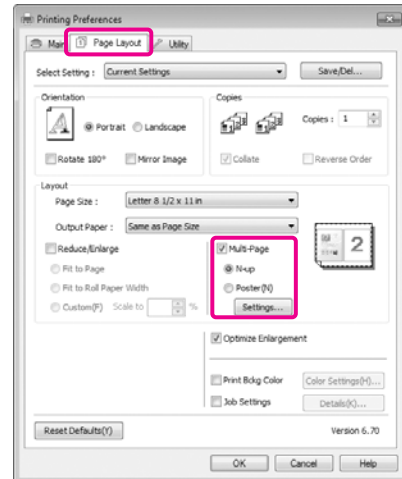 Printing Preferences
Main Page Layout Utility
Select Setting : Current Settings Save/Del...
Orientation Copies
Portrait Landscape Copies : 1
Rotate 180° Mirror Image Collate Reverse Order
Layout
Page Size : Letter 8 1/2 x 11 in
Output Paper : Same as Page Size
Reduce/Enlarge Multi-Page
Fit to Page N-up
Fit to Roll Paper Width Poster(N)
Custom(F) Scale to % Settings...
2
Optimize Enlargement
Print Bckg Color Color Settings(H)...
Job Settings Details(K)...
Reset Defaults(Y) Version 6.70
OK Cancel Help